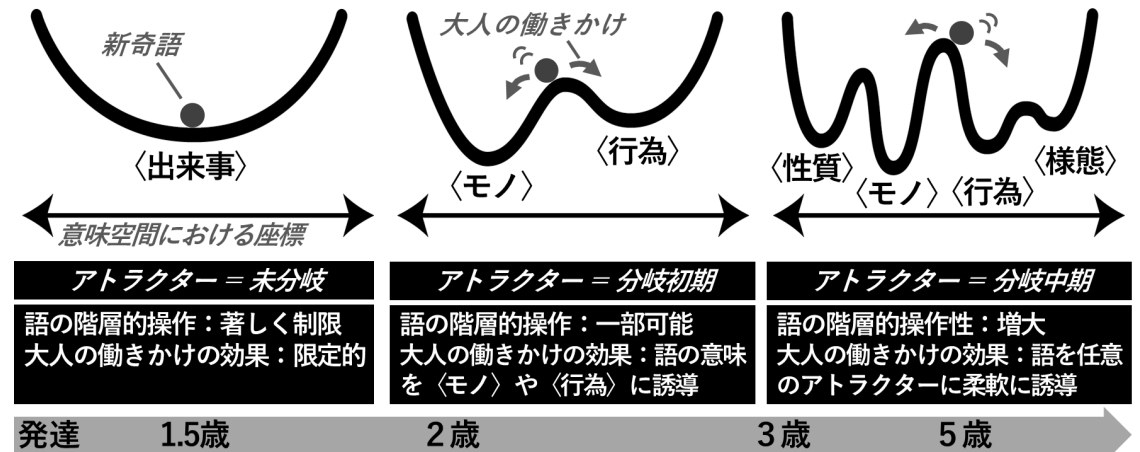 新奇語
〈出来事〉
意味空間における座標
大人の働きかけ
〈モノ〉
〈行為〉
〈性質〉
〈モノ〉
〈行為〉
〈様態〉
アトラクター＝未分岐
語の階層的操作：著しく制限
大人の働きかけの効果：限定的
アトラクター＝分岐初期
語の階層的操作：一部可能
大人の働きかけの効果：語の意味
を〈モノ〉や〈行為〉に誘導
アトラクター＝分岐中期
語の階層的操作性：増大
大人の働きかけの効果：語を任意
のアトラクターに柔軟に誘導
発達 1.5歳 2歳 3歳 5歳